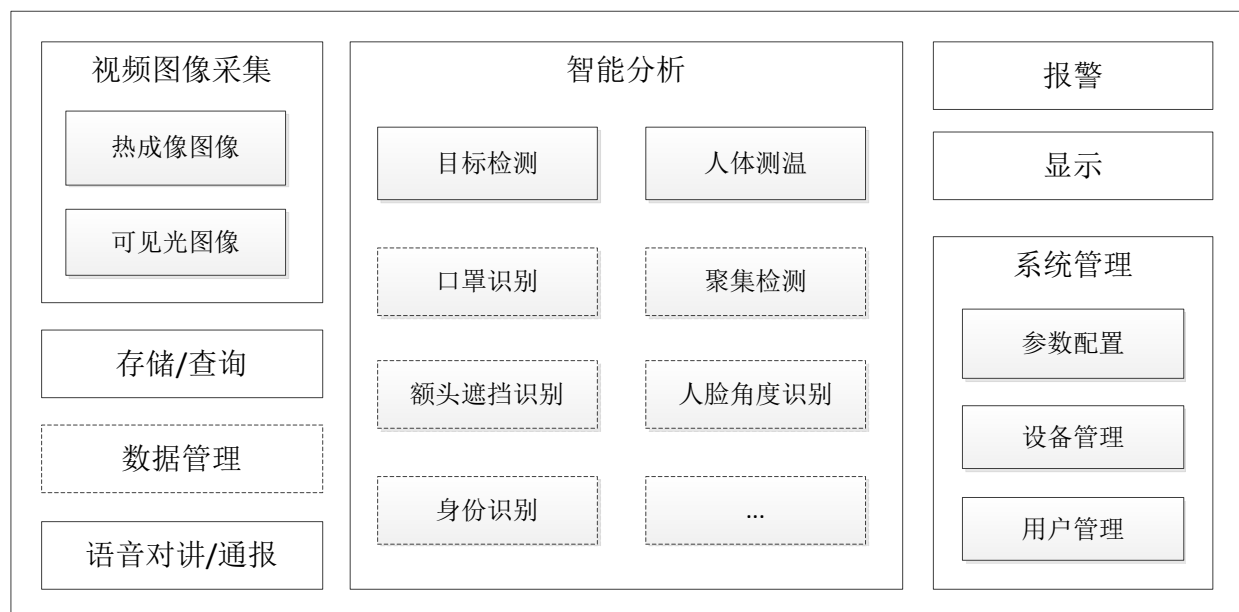 视频图像采集
热成像图像
可见光图像
存储/查询
数据管理
语音对讲/通报
智能分析
目标检测
人体测温
口罩识别
聚集检测
额头遮挡识别
人脸角度识别
身份识别
...
报警
显示
系统管理
参数配置
设备管理
用户管理